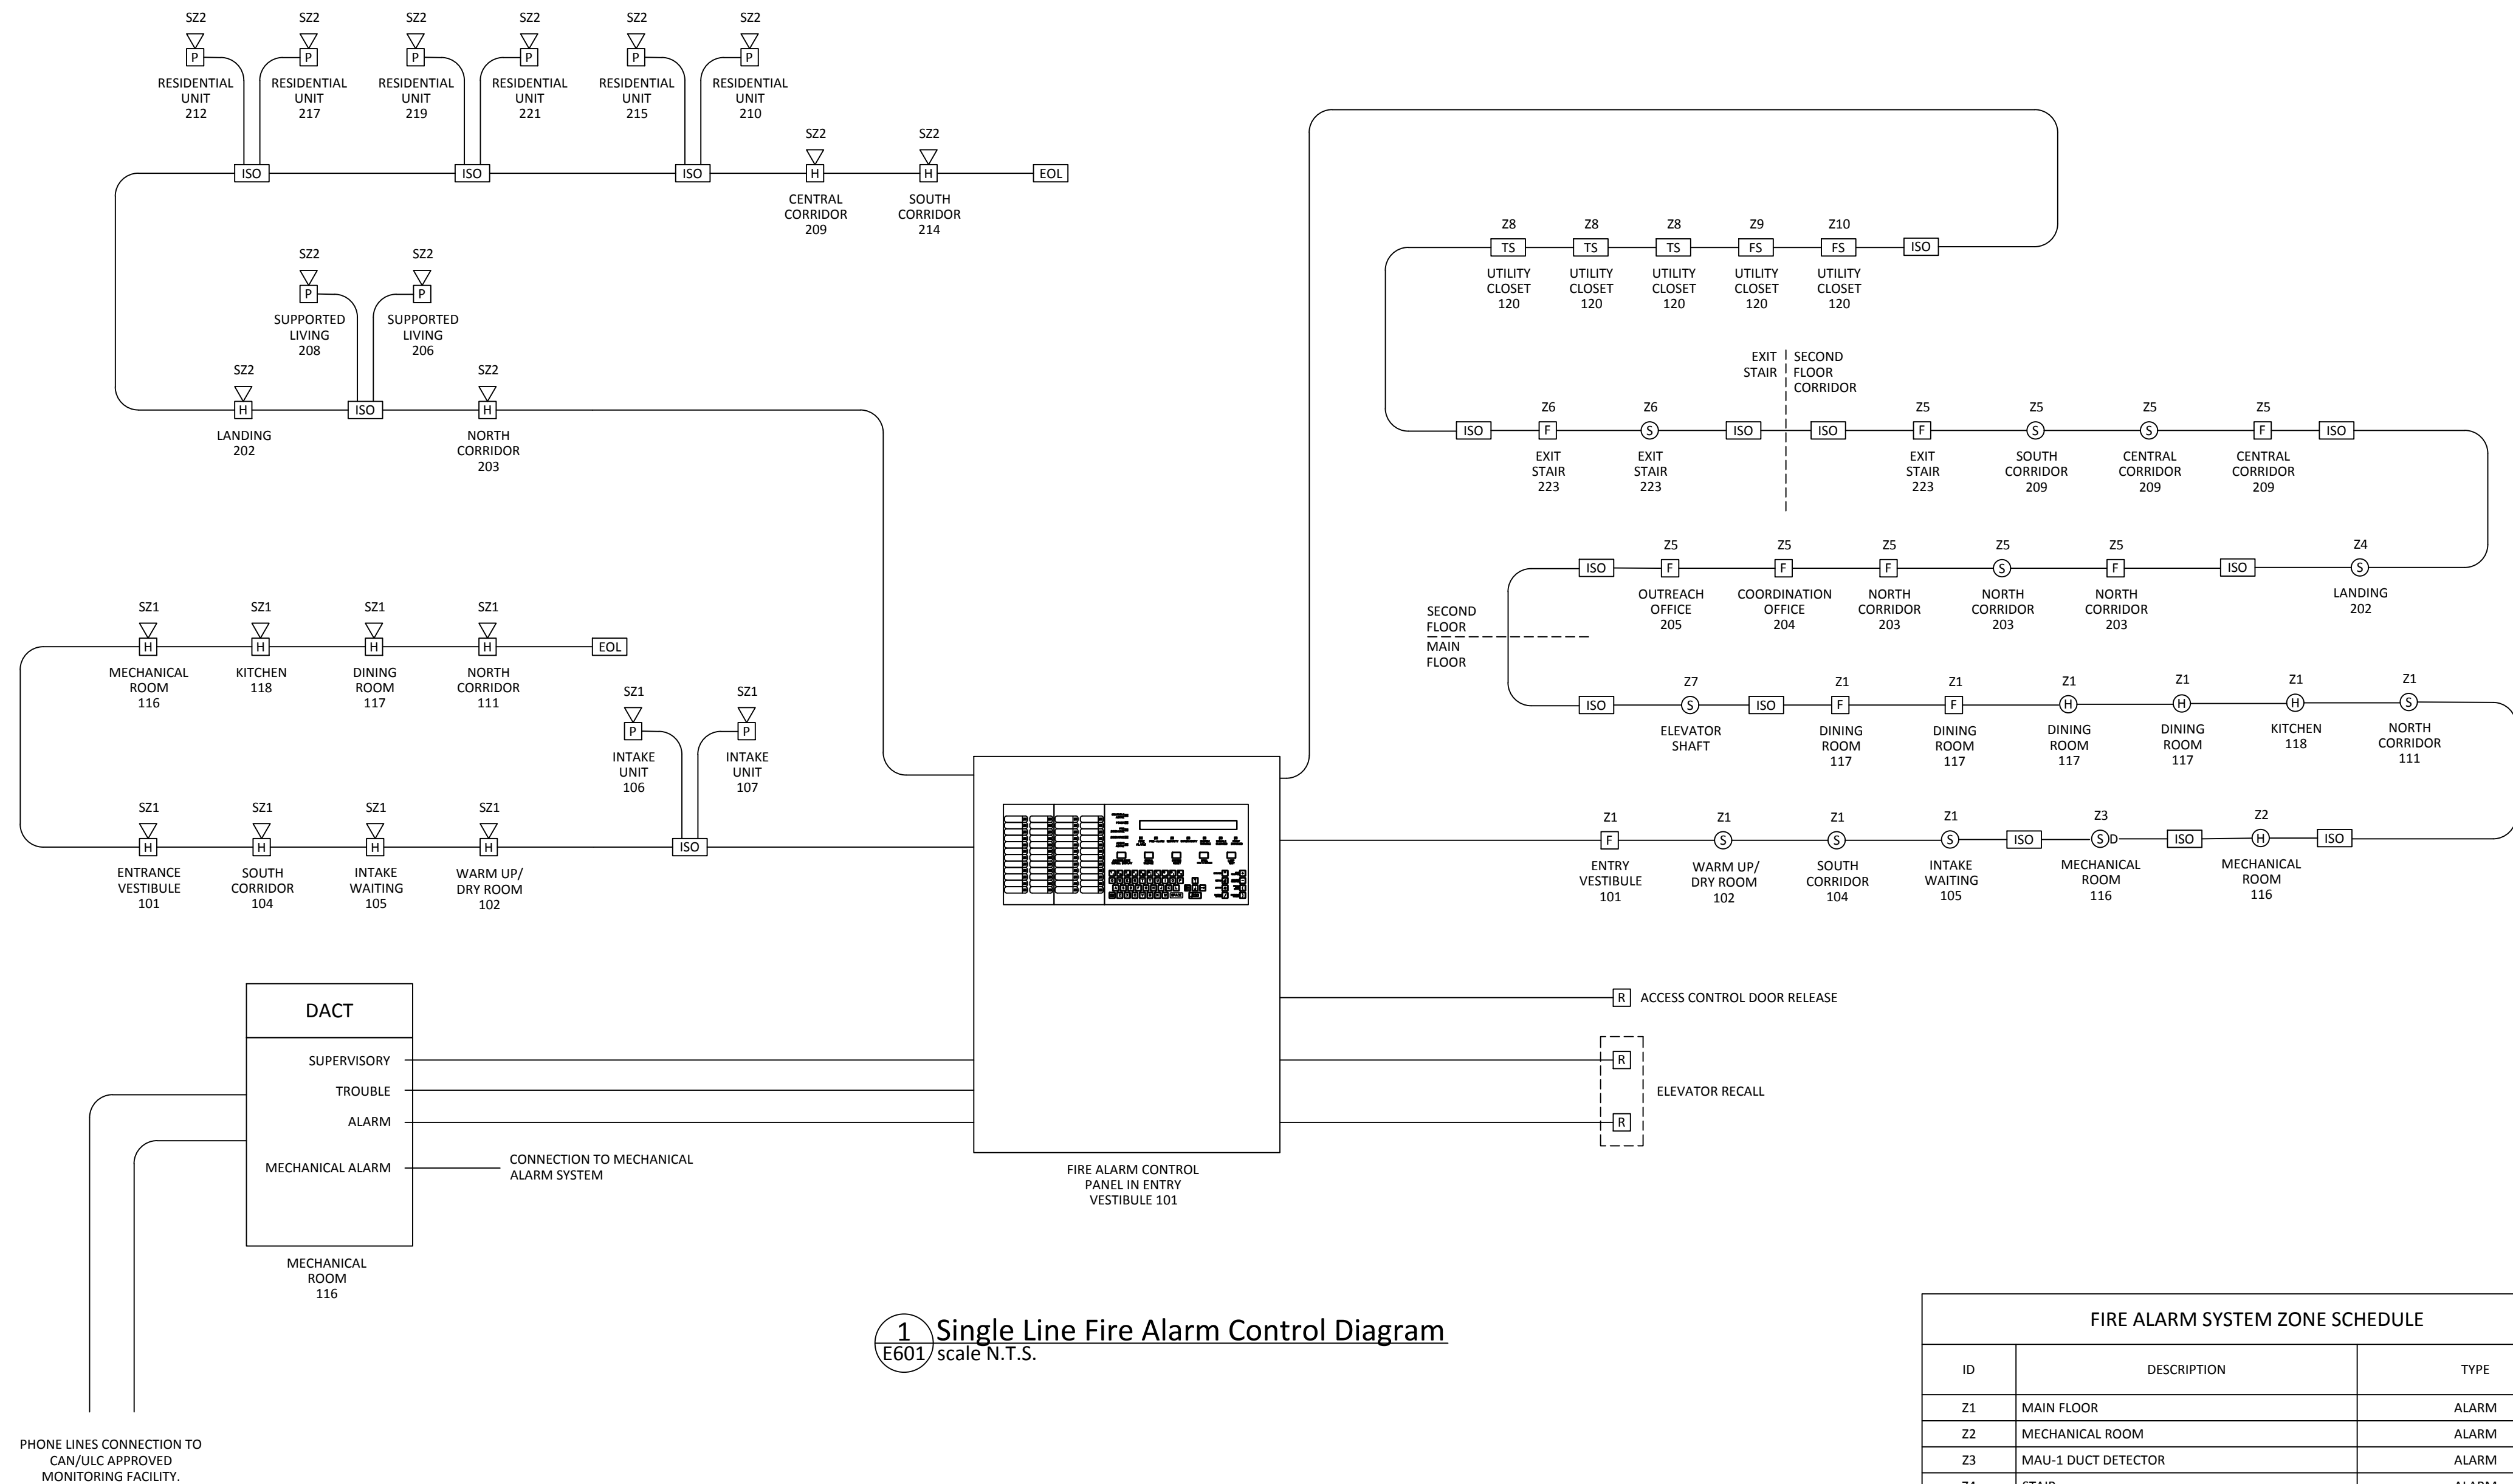 SZ2 SZ2 SZ2 SZ2 SZ2 SZ2
P P P P P P
RESIDENTIAL RESIDENTIAL RESIDENTIAL RESIDENTIAL RESIDENTIAL RESIDENTIAL
UNIT UNIT UNIT UNIT UNIT UNIT
212 217 219 221 215 210
SZ2 SZ2
ISO ISO ISO H H EOL
CENTRAL SOUTH
CORRIDOR CORRIDOR
209 214
SZ2 SZ2
P P
SUPPORTED SUPPORTED
LIVING LIVING
208 206
SZ2 SZ2
H ISO H
LANDING NORTH
202 CORRIDOR
203
SZ1 SZ1 SZ1 SZ1
H H H H EOL
MECHANICAL KITCHEN DINING NORTH
ROOM 118 ROOM CORRIDOR
116 117 111
SZ1 SZ1
P P
INTAKE INTAKE
UNIT UNIT
106 107
SZ1 SZ1 SZ1 SZ1
H H H H ISO
ENTRANCE SOUTH INTAKE WARM UP/
VESTIBULE CORRIDOR WAITING DRY ROOM
101 104 105 102
DACT
SUPERVISORY
TROUBLE
ALARM
MECHANICAL ALARM
CONNECTION TO MECHANICAL
ALARM SYSTEM
MECHANICAL
ROOM
116
PHONE LINES CONNECTION TO
CAN/ULC APPROVED
MONITORING FACILITY.
FIRE ALARM CONTROL
PANEL IN ENTRY
VESTIBULE 101
Z8 Z8 Z8 Z9 Z10
TS TS TS FS FS ISO
UTILITY UTILITY UTILITY UTILITY UTILITY
CLOSET CLOSET CLOSET CLOSET CLOSET
120 120 120 120 120
EXIT SECOND
STAIR FLOOR
CORRIDOR
Z6 Z6 Z5 Z5 Z5 Z5
ISO F S ISO ISO F S S F ISO
EXIT EXIT EXIT SOUTH CENTRAL CENTRAL
STAIR STAIR STAIR CORRIDOR CORRIDOR CORRIDOR
223 223 223 209 209 209
Z5 Z5 Z5 Z5 Z5 Z4
ISO F F F S F ISO S
OUTREACH COORDINATION NORTH NORTH NORTH LANDING
OFFICE OFFICE CORRIDOR CORRIDOR CORRIDOR 202
205 204 203 203 203
SECOND
FLOOR
MAIN
FLOOR
Z7 Z1 Z1 Z1 Z1 Z1 Z1
ISO S ISO F F H H H S
ELEVATOR DINING DINING DINING DINING KITCHEN NORTH
SHAFT ROOM ROOM ROOM ROOM 118 CORRIDOR
117 117 117 117 111
Z1 Z1 Z1 Z1 Z3 Z2
F S S S ISO SD ISO H ISO
ENTRY WARM UP/ SOUTH INTAKE MECHANICAL MECHANICAL
VESTIBULE DRY ROOM CORRIDOR WAITING ROOM ROOM
101 102 104 105 116 116
R ACCESS CONTROL DOOR RELEASE
R
ELEVATOR RECALL
R
1 Single Line Fire Alarm Control Diagram
E601 scale N.T.S.
FIRE ALARM SYSTEM ZONE SCHEDULE
ID DESCRIPTION TYPE
Z1 MAIN FLOOR ALARM
Z2 MECHANICAL ROOM ALARM
Z3 MAU-1 DUCT DETECTOR ALARM